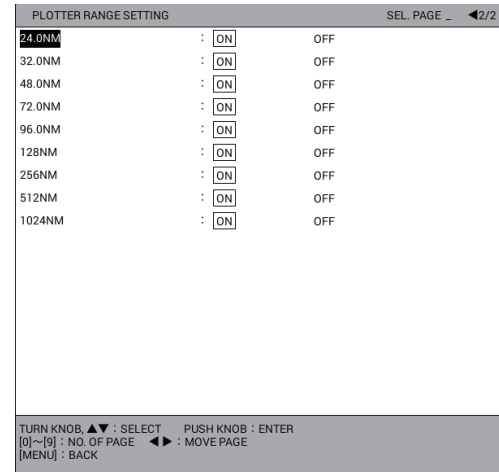 PLOTTER RANGE SETTING SEL. PAGE _ ◀2/2
24.0NM : ON OFF
32.0NM : ON OFF
48.0NM : ON OFF
72.0NM : ON OFF
96.0NM : ON OFF
128NM : ON OFF
256NM : ON OFF
512NM : ON OFF
1024NM : ON OFF
TURN KNOB, ▲▼ : SELECT PUSH KNOB : ENTER
[0]～[9] : NO. OF PAGE ◀ ▶ : MOVE PAGE
[MENU] : BACK